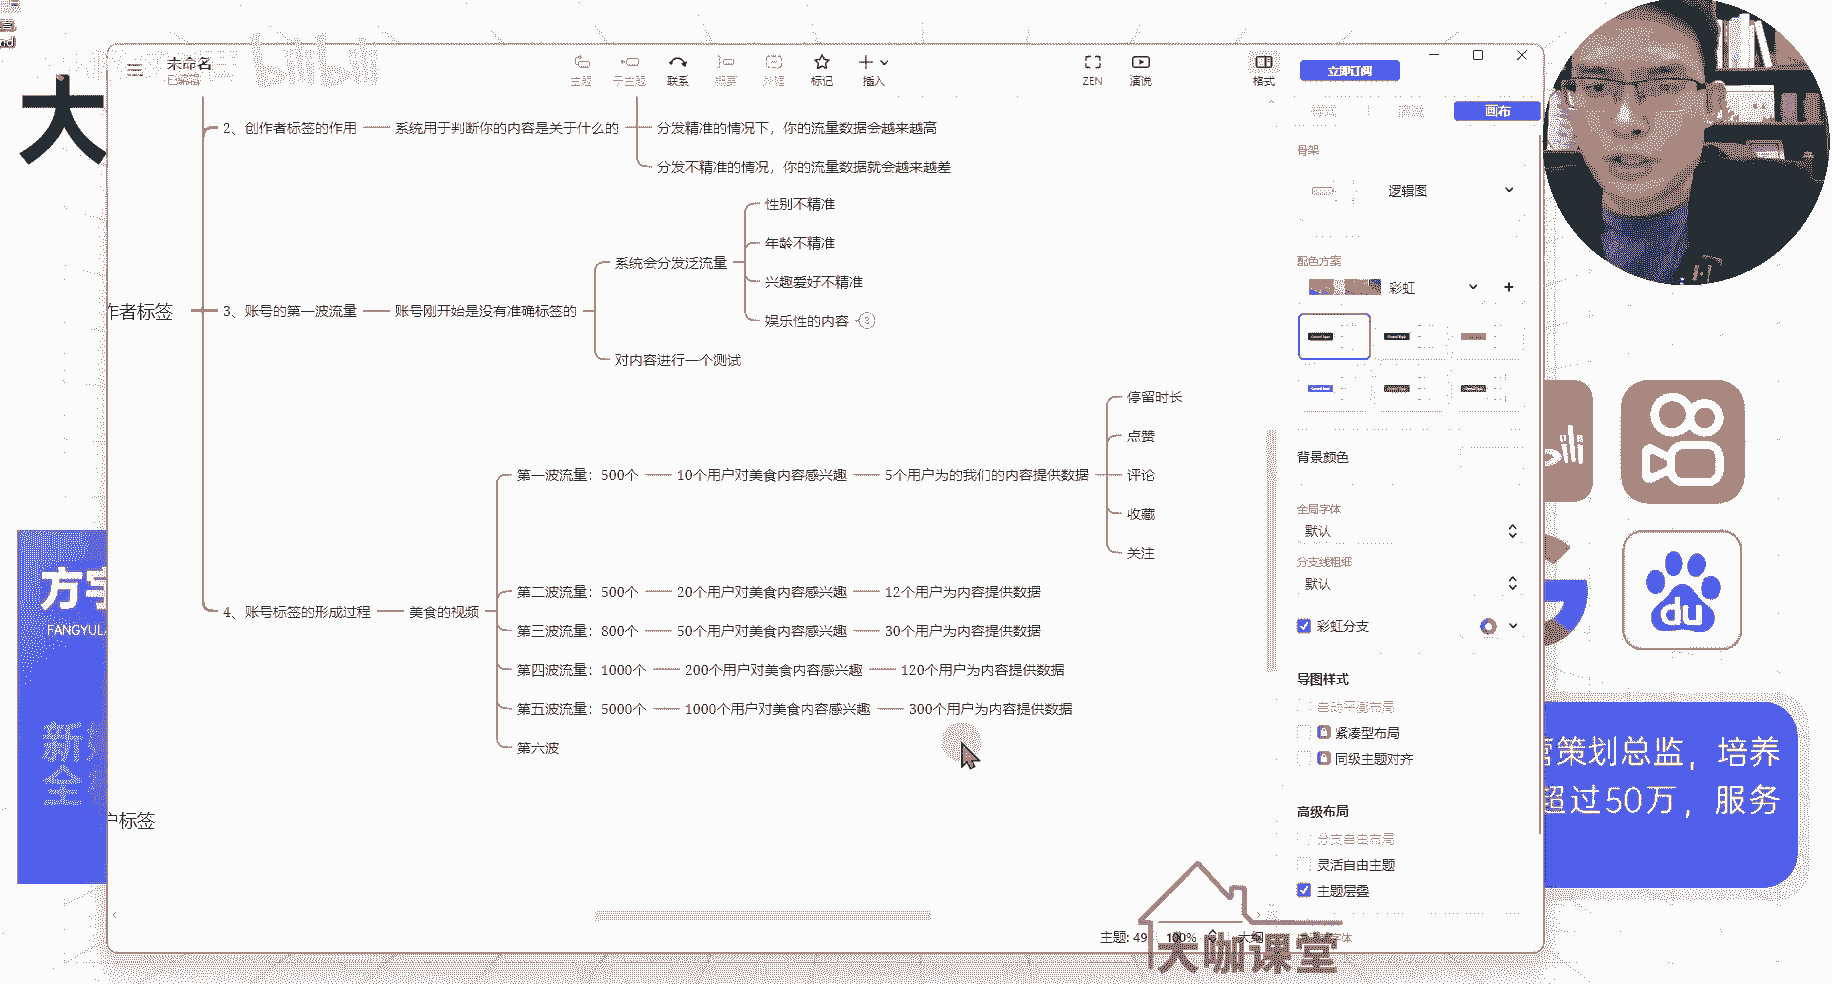 大
未命名
已编辑
bilibili
主题
子主题
联系
概要
外框
标记
插入
ZEN
演说
格式
立即订阅
样式
演说
画布
2、创作者标签的作用
系统用于判断你的内容是关于什么的
分发精准的情况下，你的流量数据会越来越高
分发不精准的情况，你的流量数据就会越来越差
作者标签
3、账号的第一波流量
账号刚开始是没有准确标签的
系统会分发泛流量
性别不精准
年龄不精准
兴趣爱好不精准
娱乐性的内容
对内容进行一个测试
4、账号标签的形成过程
美食的视频
第一波流量：500个
10个用户对美食内容感兴趣
5个用户为的我们的内容提供数据
停留时长
点赞
评论
收藏
关注
第二波流量：500个
20个用户对美食内容感兴趣
12个用户为内容提供数据
第三波流量：800个
50个用户对美食内容感兴趣
30个用户为内容提供数据
第四波流量：1000个
200个用户对美食内容感兴趣
120个用户为内容提供数据
第五波流量：5000个
1000个用户对美食内容感兴趣
300个用户为内容提供数据
第六波
户标签
骨架
逻辑图
配色方案
彩虹
背景颜色
全局字体
默认
分支线粗细
默认
彩虹分支
导图样式
自动平衡布局
紧凑型布局
同级主题对齐
高级布局
分支自由布局
灵活自由主题
主题层叠
主题: 49
100%
大纲
大咖课堂
FANGYULA
新
全
du
营策划总监，培养
超过50万，服务